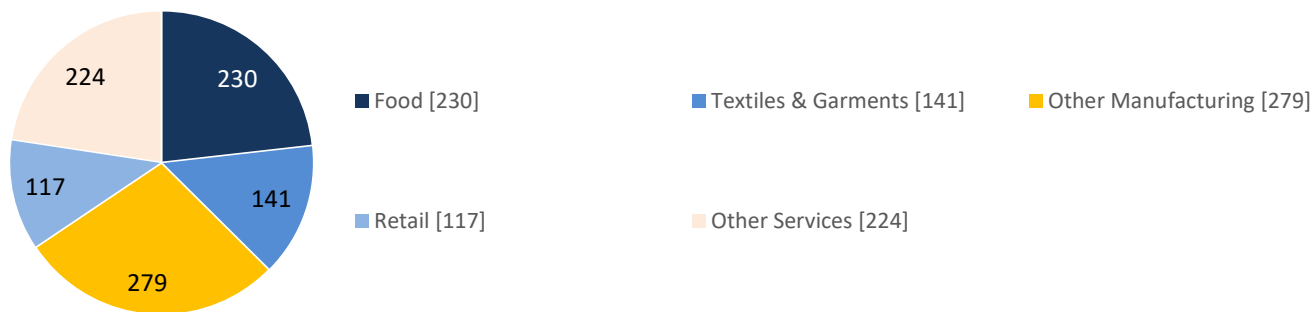 224
230
117
141
279
Food [230]
Textiles & Garments [141]
Other Manufacturing [279]
Retail [117]
Other Services [224]